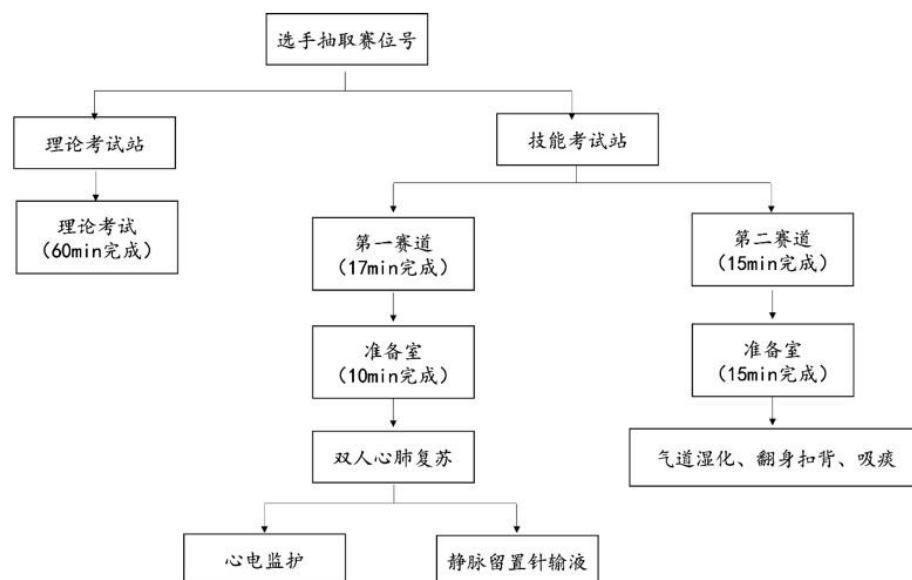 选手抽取赛位号
理论考试站
技能考试站
理论考试
(60min完成)
第一赛道
(17min完成)
第二赛道
(15min完成)
准备室
(10min完成)
准备室
(15min完成)
双人心肺复苏
气道湿化、翻身扣背、吸痰
心电监护
静脉留置针输液